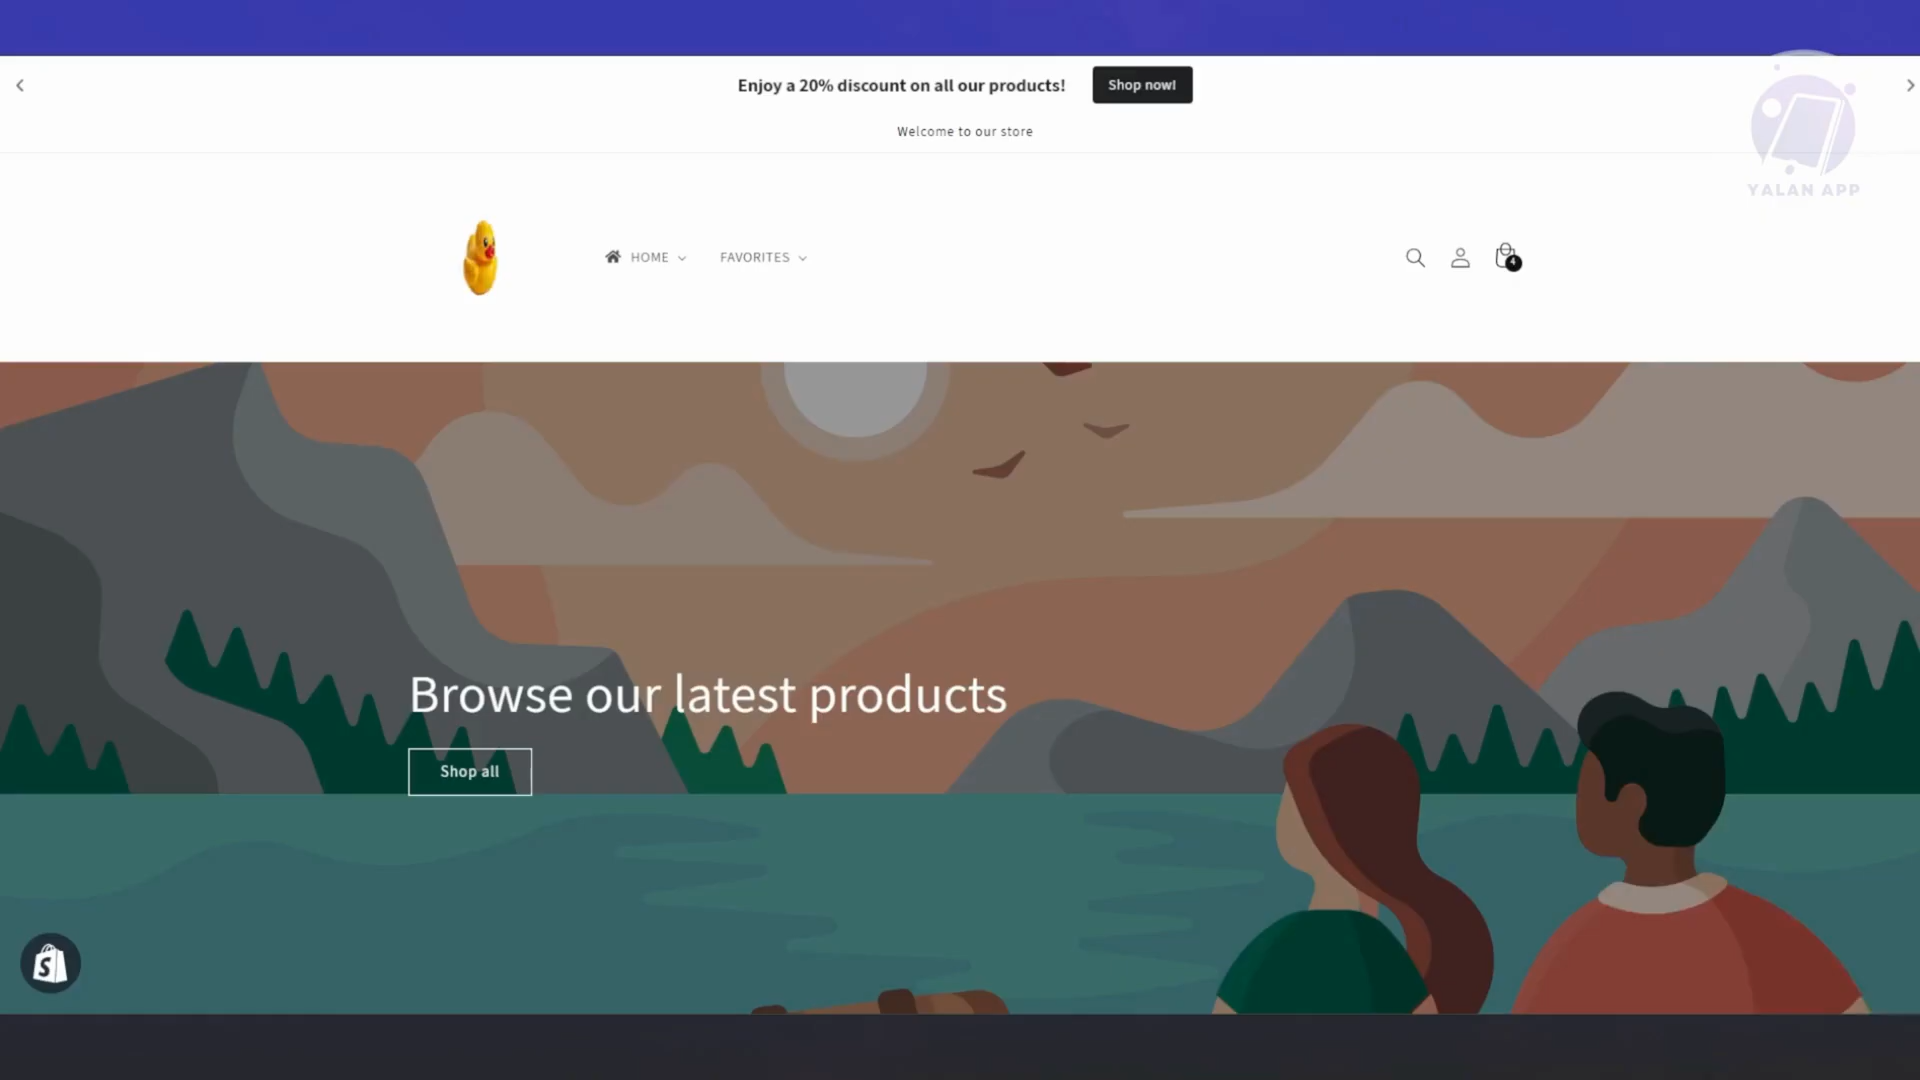 Enjoy a 20% discount on all our products! Shop now!
Welcome to our store
YALAN APP
HOME FAVORITES
4
Browse our latest products
Shop all
S